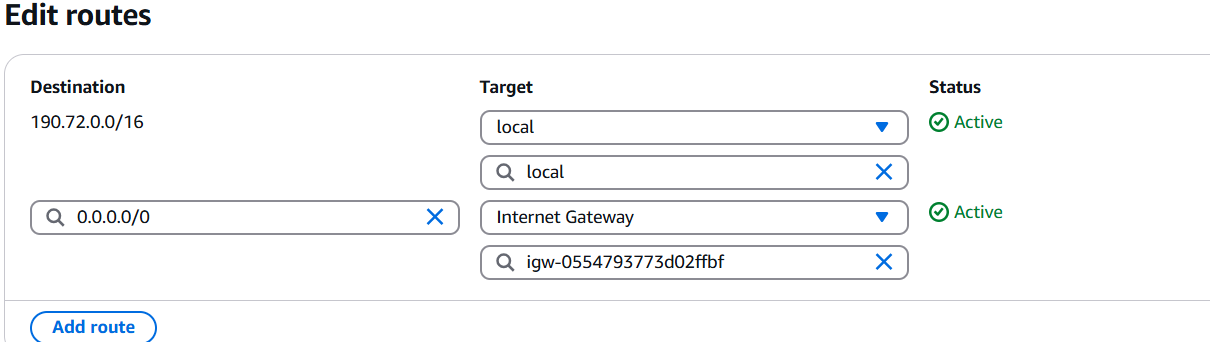 Edit routes
Destination Target Status
190.72.0.0/16 local Active
local
0.0.0.0/0 Internet Gateway Active
igw-0554793773d02ffbf
Add route